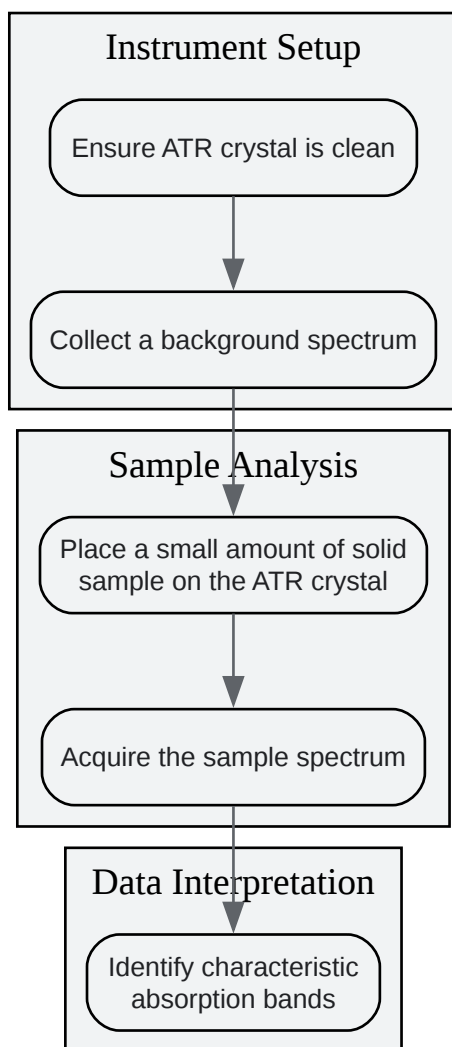 Instrument Setup
Ensure ATR crystal is clean
Collect a background spectrum
Sample Analysis
Place a small amount of solid
sample on the ATR crystal
Acquire the sample spectrum
Data Interpretation
Identify characteristic
absorption bands